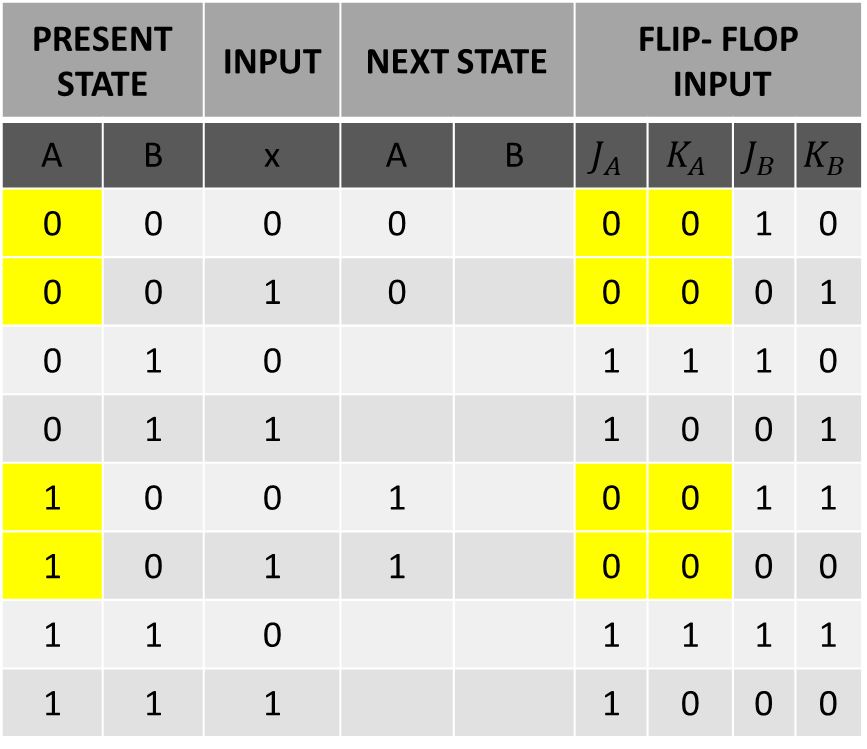 PRESENT STATE INPUT NEXT STATE FLIP- FLOP INPUT
A B x A B J_A K_A J_B K_B
0 0 0 0 0 0 1 0
0 0 1 0 0 0 0 1
0 1 0 1 1 1 0
0 1 1 1 0 0 1
1 0 0 1 0 0 1 1
1 0 1 1 0 0 0 0
1 1 0 1 1 1 1
1 1 1 1 0 0 0